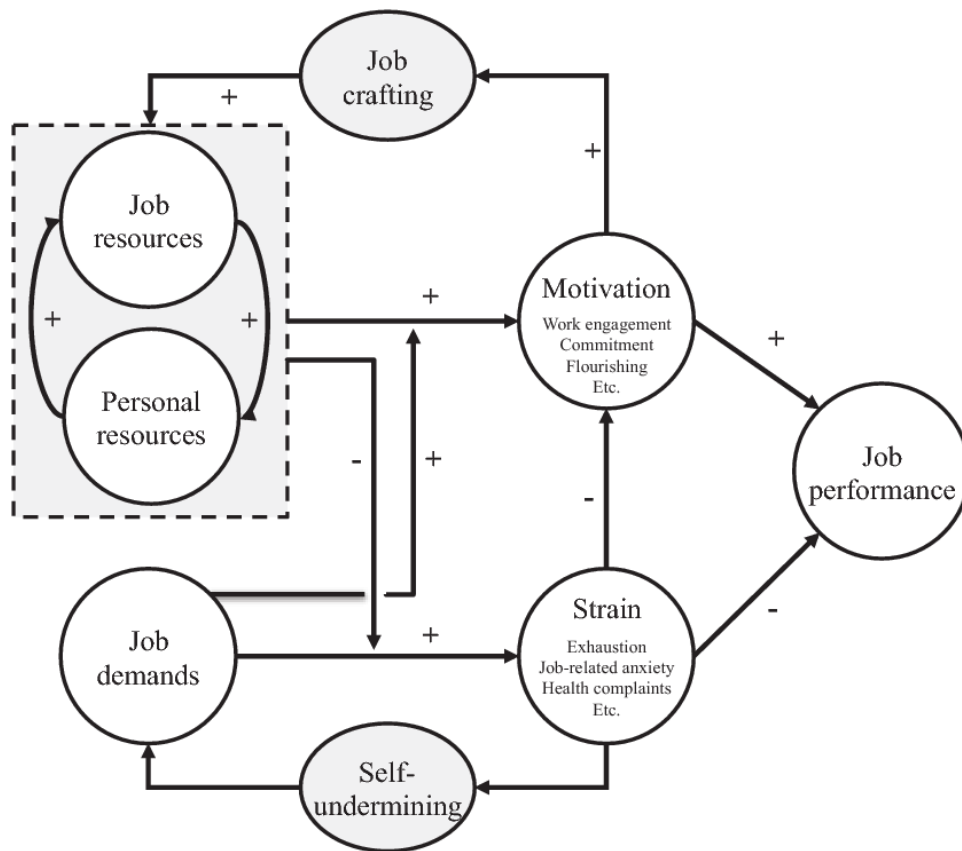 Job
crafting
+
+
Job
resources
+
+
Personal
resources
+
-
+
Motivation
Work engagement
Commitment
Flourishing
Etc.
+
Job
performance
-
Job
demands
+
Strain
Exhaustion
Job-related anxiety
Health complaints
Etc.
-
Self-
undermining